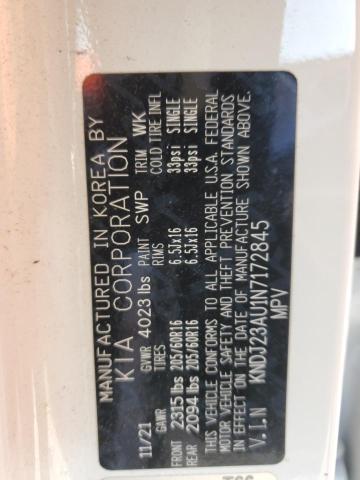 MANUFACTURED IN KOREA BY
KIA CORPORATION
11/21 GVWR 4023 lbs PAINT SWP TRIM WK
GAWR TIRES RIMS COLD TIRE INFL
FRONT 2315 lbs 205/60R16 6.5Jx16 33psi SINGLE
REAR 2094 lbs 205/60R16 6.5Jx16 33psi SINGLE
THIS VEHICLE CONFORMS TO ALL APPLICABLE U.S.A. FEDERAL
MOTOR VEHICLE SAFETY AND THEFT PREVENTION STANDARDS
IN EFFECT ON THE DATE OF MANUFACTURE SHOWN ABOVE.
V.I.N KNDJ23AU1N7172845
MPV